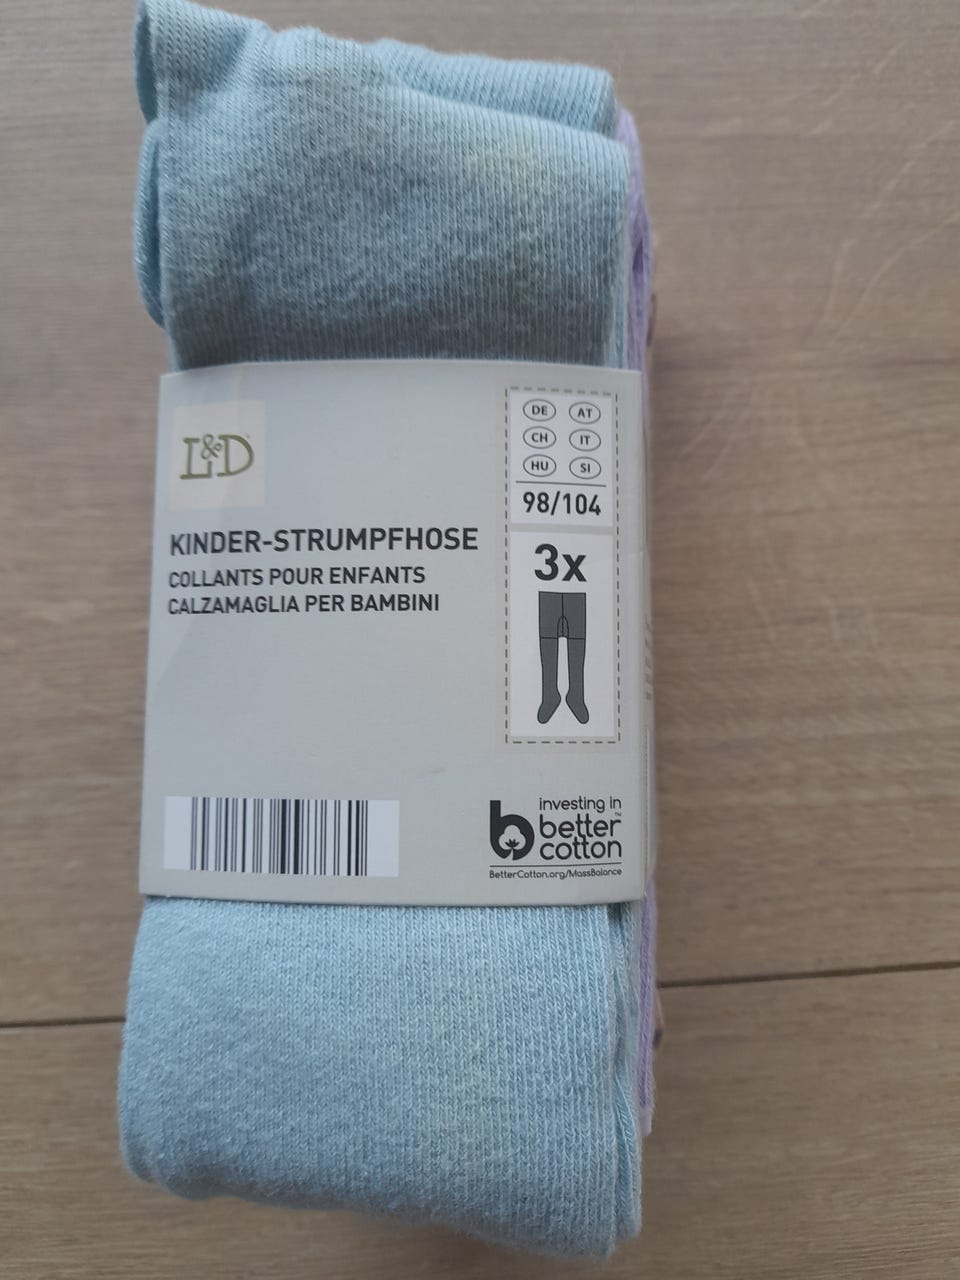 L&D
KINDER-STRUMPFHOSE
COLLANTS POUR ENFANTS
CALZAMAGLIA PER BAMBINI
DE AT
CH IT
HU SI
98/104
3x
investing in
better™
cotton
BetterCotton.org/MassBalance